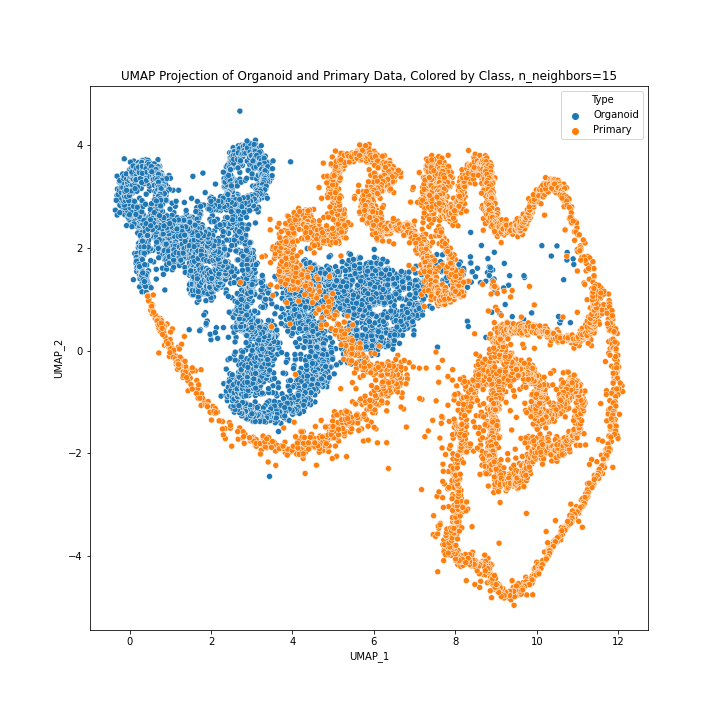 UMAP Projection of Organoid and Primary Data, Colored by Class, n_neighbors=15
Type
Organoid
Primary
4
2
0
−2
−4
UMAP_2
0 2 4 6 8 10 12
UMAP_1